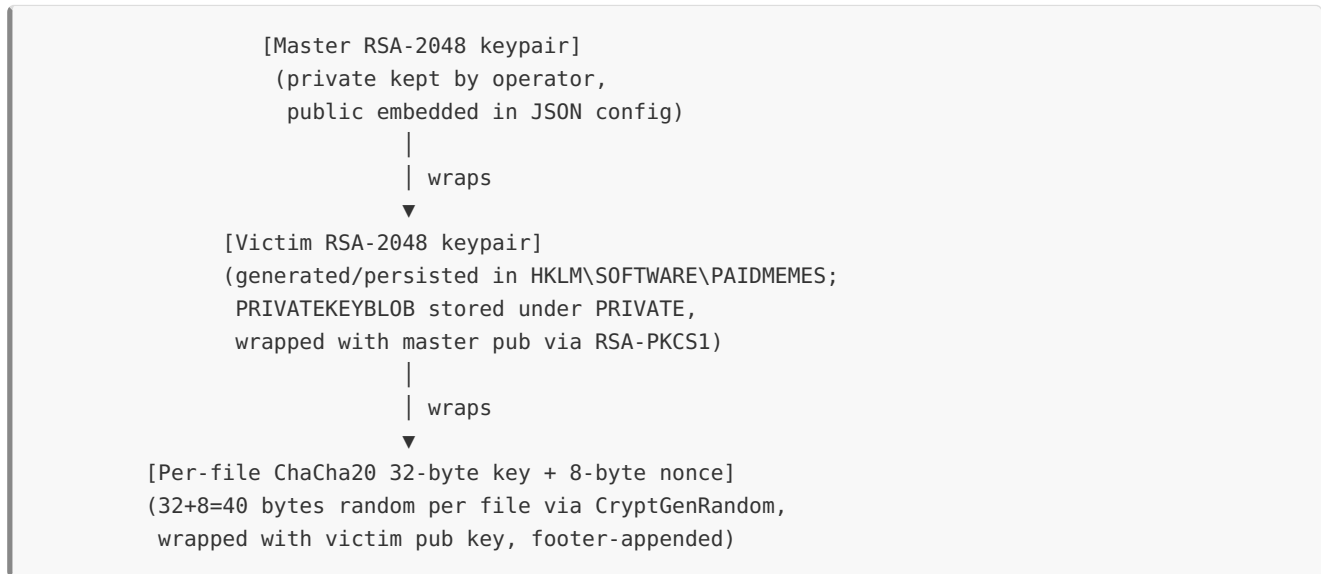 [Master RSA-2048 keypair]
(private kept by operator,
public embedded in JSON config)
│
│ wraps
▼
[Victim RSA-2048 keypair]
(generated/persisted in HKLM\SOFTWARE\PAIDMEMES;
PRIVATEKEYBLOB stored under PRIVATE,
wrapped with master pub via RSA-PKCS1)
│
│ wraps
▼
[Per-file ChaCha20 32-byte key + 8-byte nonce]
(32+8=40 bytes random per file via CryptGenRandom,
wrapped with victim pub key, footer-appended)